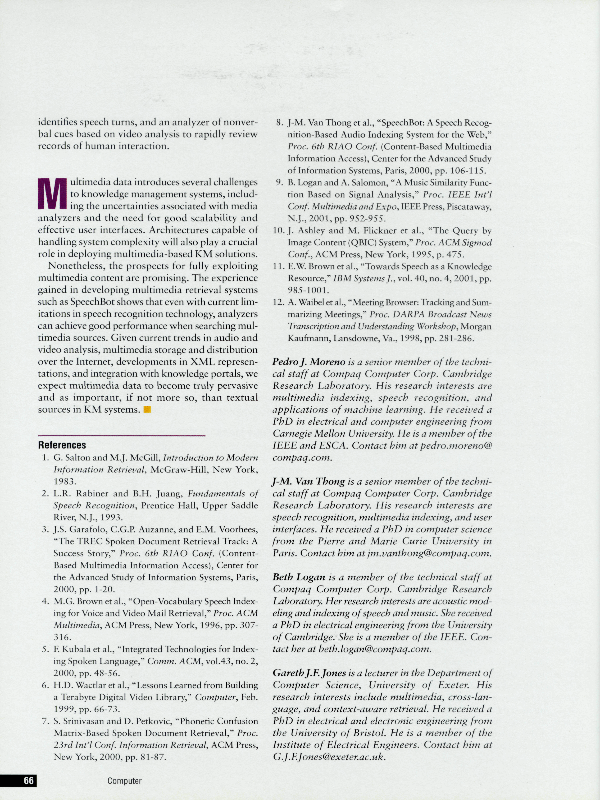 identifies speech turns, and an analyzer of nonver-
bal cues based on video analysis to rapidly review
records of human interaction.
Multimedia data introduces several challenges
to knowledge management systems, includ-
ing the uncertainties associated with media
analyzers and the need for good scalability and
effective user interfaces. Architectures capable of
handling system complexity will also play a crucial
role in deploying multimedia-based KM solutions.
Nonetheless, the prospects for fully exploiting
multimedia content are promising. The experience
gained in developing multimedia retrieval systems
such as SpeechBot shows that even with current lim-
itations in speech recognition technology, analyzers
can achieve good performance when searching mul-
timedia sources. Given current trends in audio and
video analysis, multimedia storage and distribution
over the Internet, developments in XML represen-
tations, and integration with knowledge portals, we
expect multimedia data to become truly pervasive
and as important, if not more so, than textual
sources in KM systems.
References
1. G. Salton and M.J. McGill, Introduction to Modern
Information Retrieval, McGraw-Hill, New York,
1983.
2. L.R. Rabiner and B.H. Juang, Fundamentals of
Speech Recognition, Prentice Hall, Upper Saddle
River, N.J., 1993.
3. J.S. Garafolo, C.G.P. Auzanne, and E.M. Voorhees,
"The TREC Spoken Document Retrieval Track: A
Success Story," Proc. 6th RIAO Conf. (Content-
Based Multimedia Information Access), Center for
the Advanced Study of Information Systems, Paris,
2000, pp. 1-20.
4. M.G. Brown et al., "Open-Vocabulary Speech Index-
ing for Voice and Video Mail Retrieval," Proc. ACM
Multimedia, ACM Press, New York, 1996, pp. 307-
316.
5. F. Kubala et al., "Integrated Technologies for Index-
ing Spoken Language," Comm. ACM, vol.43, no. 2,
2000, pp. 48-56.
6. H.D. Wactlar et al., "Lessons Learned from Building
a Terabyte Digital Video Library," Computer, Feb.
1999, pp. 66-73.
7. S. Srinivasan and D. Petkovic, "Phonetic Confusion
Matrix-Based Spoken Document Retrieval," Proc.
23rd Int'l Conf. Information Retrieval, ACM Press,
New York, 2000, pp. 81-87.
8. J-M. Van Thong et al., "SpeechBot: A Speech Recog-
nition-Based Audio Indexing System for the Web,"
Proc. 6th RIAO Conf. (Content-Based Multimedia
Information Access), Center for the Advanced Study
of Information Systems, Paris, 2000, pp. 106-115.
9. B. Logan and A. Salomon, "A Music Similarity Func-
tion Based on Signal Analysis," Proc. IEEE Int'l
Conf. Multimedia and Expo, IEEE Press, Piscataway,
N.J., 2001, pp. 952-955.
10. J. Ashley and M. Flickner et al., "The Query by
Image Content (QBIC) System," Proc. ACM Sigmod
Conf., ACM Press, New York, 1995, p. 475.
11. E.W. Brown et al., "Towards Speech as a Knowledge
Resource," IBM Systems J., vol. 40, no. 4, 2001, pp.
985-1001.
12. A. Waibel et al., "Meeting Browser: Tracking and Sum-
marizing Meetings," Proc. DARPA Broadcast News
Transcription and Understanding Workshop, Morgan
Kaufmann, Lansdowne, Va., 1998, pp. 281-286.
Pedro J. Moreno is a senior member of the techni-
cal staff at Compaq Computer Corp. Cambridge
Research Laboratory. His research interests are
multimedia indexing, speech recognition, and
applications of machine learning. He received a
PhD in electrical and computer engineering from
Carnegie Mellon University. He is a member of the
IEEE and ESCA. Contact him at pedro.moreno@
compaq.com.
J-M. Van Thong is a senior member of the techni-
cal staff at Compaq Computer Corp. Cambridge
Research Laboratory. His research interests are
speech recognition, multimedia indexing, and user
interfaces. He received a PhD in computer science
from the Pierre and Marie Curie University in
Paris. Contact him at jm.vanthong@compaq.com.
Beth Logan is a member of the technical staff at
Compaq Computer Corp. Cambridge Research
Laboratory. Her research interests are acoustic mod-
eling and indexing of speech and music. She received
a PhD in electrical engineering from the University
of Cambridge. She is a member of the IEEE. Con-
tact her at beth.logan@compaq.com.
Gareth J.F. Jones is a lecturer in the Department of
Computer Science, University of Exeter. His
research interests include multimedia, cross-lan-
guage, and context-aware retrieval. He received a
PhD in electrical and electronic engineering from
the University of Bristol. He is a member of the
Institute of Electrical Engineers. Contact him at
G.J.F.Jones@exeter.ac.uk.
66
Computer